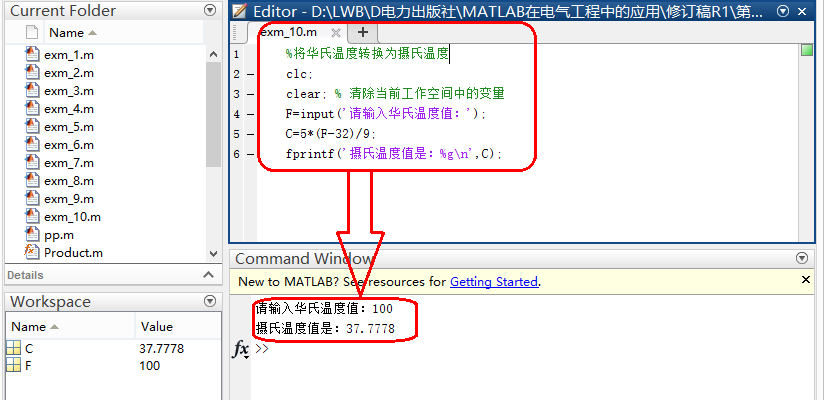 Current Folder
Name
exm_1.m
exm_2.m
exm_3.m
exm_4.m
exm_5.m
exm_6.m
exm_7.m
exm_8.m
exm_9.m
exm_10.m
pp.m
Product.m
Details
Workspace
Name Value
C 37.7778
F 100
Editor - D:\LWB\D电力出版社\MATLAB在电气工程中的应用\修订稿R1\第...
exm_10.m
1 %将华氏温度转换为摄氏温度
2 – clc;
3 – clear; % 清除当前工作空间中的变量
4 – F=input('请输入华氏温度值：');
5 – C=5*(F-32)/9;
6 – fprintf('摄氏温度值是：%g\n',C);
Command Window
New to MATLAB? See resources for Getting Started.
请输入华氏温度值：100
摄氏温度值是：37.7778
fx >>